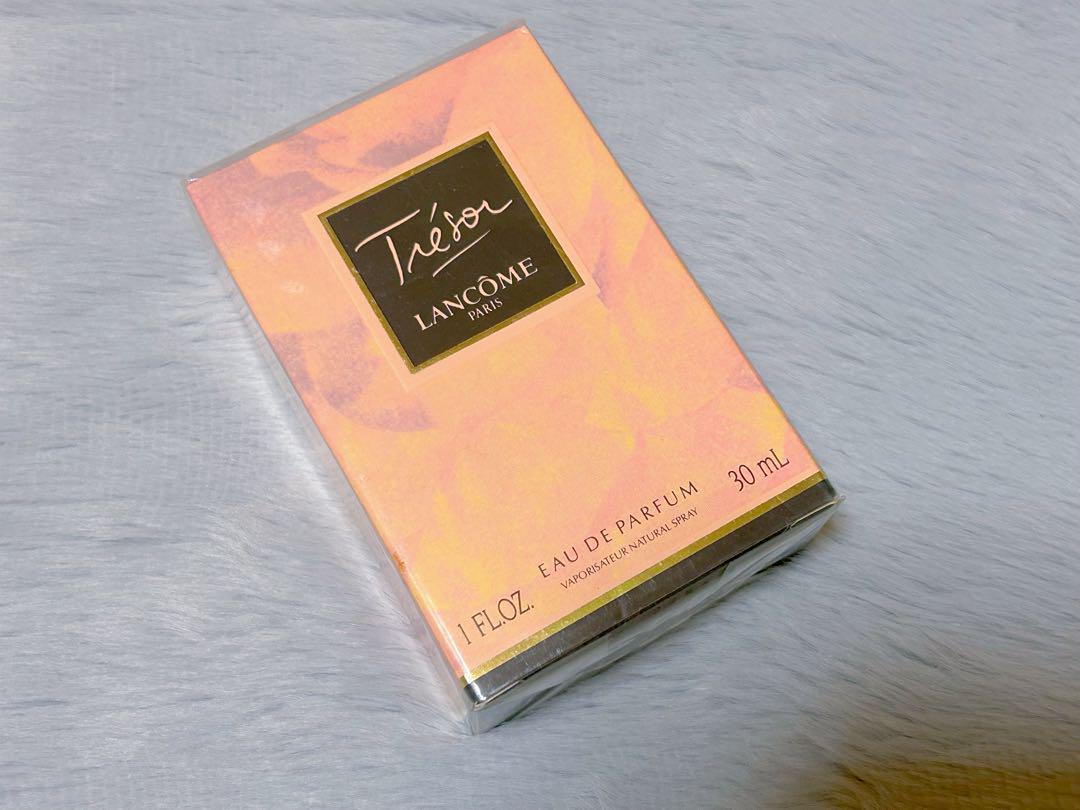 Trésor
LANCÔME
PARIS
EAU DE PARFUM
VAPORISATEUR NATURAL SPRAY
1 FL.OZ.
30 mL